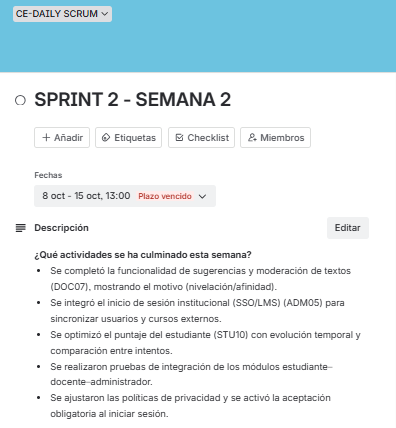 CE-DAILY SCRUM
SPRINT 2 - SEMANA 2
Añadir Etiquetas Checklist Miembros
Fechas
8 oct - 15 oct, 13:00 Plazo vencido
Descripción Editar
¿Qué actividades se ha culminado esta semana?
• Se completó la funcionalidad de sugerencias y moderación de textos
(DOC07), mostrando el motivo (nivelación/afinidad).
• Se integró el inicio de sesión institucional (SSO/LMS) (ADM05) para
sincronizar usuarios y cursos externos.
• Se optimizó el puntaje del estudiante (STU10) con evolución temporal y
comparación entre intentos.
• Se realizaron pruebas de integración de los módulos estudiante–
docente–administrador.
• Se ajustaron las políticas de privacidad y se activó la aceptación
obligatoria al iniciar sesión.